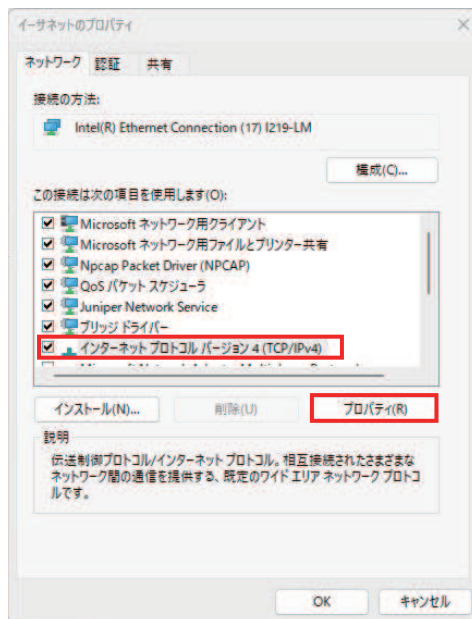 イーサネットのプロパティ
ネットワーク 認証 共有
接続の方法:
Intel(R) Ethernet Connection (17) I219-LM
構成(C)...
この接続は次の項目を使用します(O):
Microsoft ネットワーク用クライアント
Microsoft ネットワーク用ファイルとプリンター共有
Npcap Packet Driver (NPCAP)
QoS パケット スケジューラ
Juniper Network Service
ブリッジ ドライバー
インターネット プロトコル バージョン 4 (TCP/IPv4)
インストール(N)... 削除(U) プロパティ(R)
説明
伝送制御プロトコル/インターネット プロトコル。相互接続されたさまざまな
ネットワーク間の通信を提供する、既定のワイド エリア ネットワーク プロトコ
ルです。
OK キャンセル